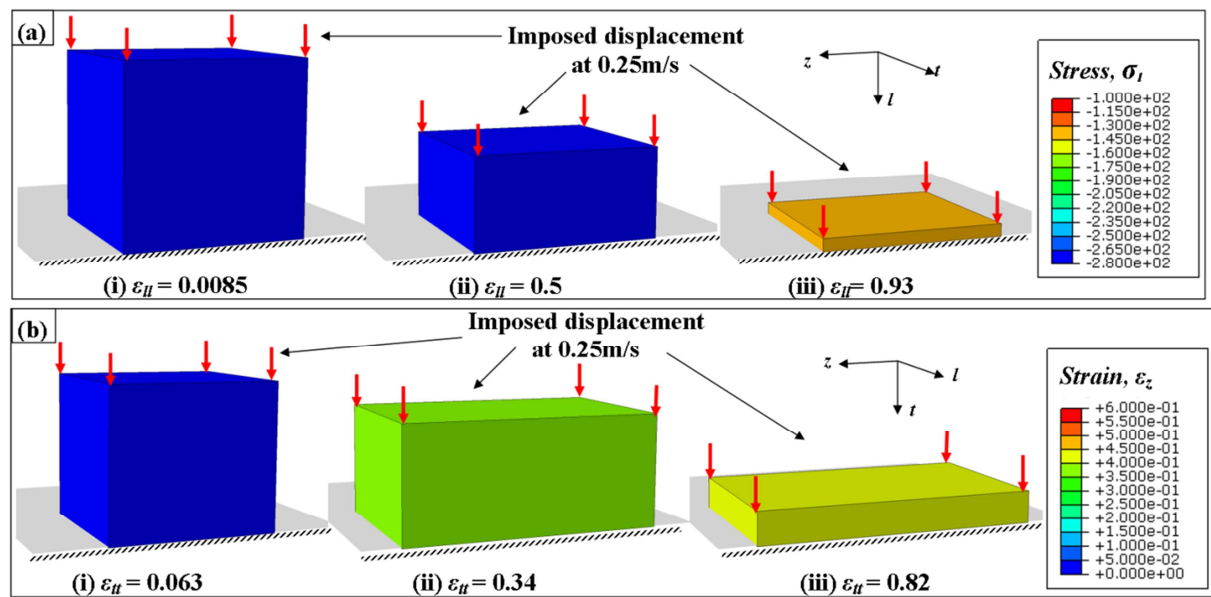 (a)
Imposed displacement
at 0.25m/s
z
t
l
Stress, σl
-1.000e+02
-1.150e+02
-1.300e+02
-1.450e+02
-1.600e+02
-1.750e+02
-1.900e+02
-2.050e+02
-2.200e+02
-2.350e+02
-2.500e+02
-2.650e+02
-2.800e+02
(i) εll = 0.0085
(ii) εll = 0.5
(iii) εll= 0.93
(b)
Imposed displacement
at 0.25m/s
z
l
t
Strain, εz
+6.000e-01
+5.500e-01
+5.000e-01
+4.500e-01
+4.000e-01
+3.500e-01
+3.000e-01
+2.500e-01
+2.000e-01
+1.500e-01
+1.000e-01
+5.000e-02
+0.000e+00
(i) εtt = 0.063
(ii) εtt = 0.34
(iii) εtt = 0.82